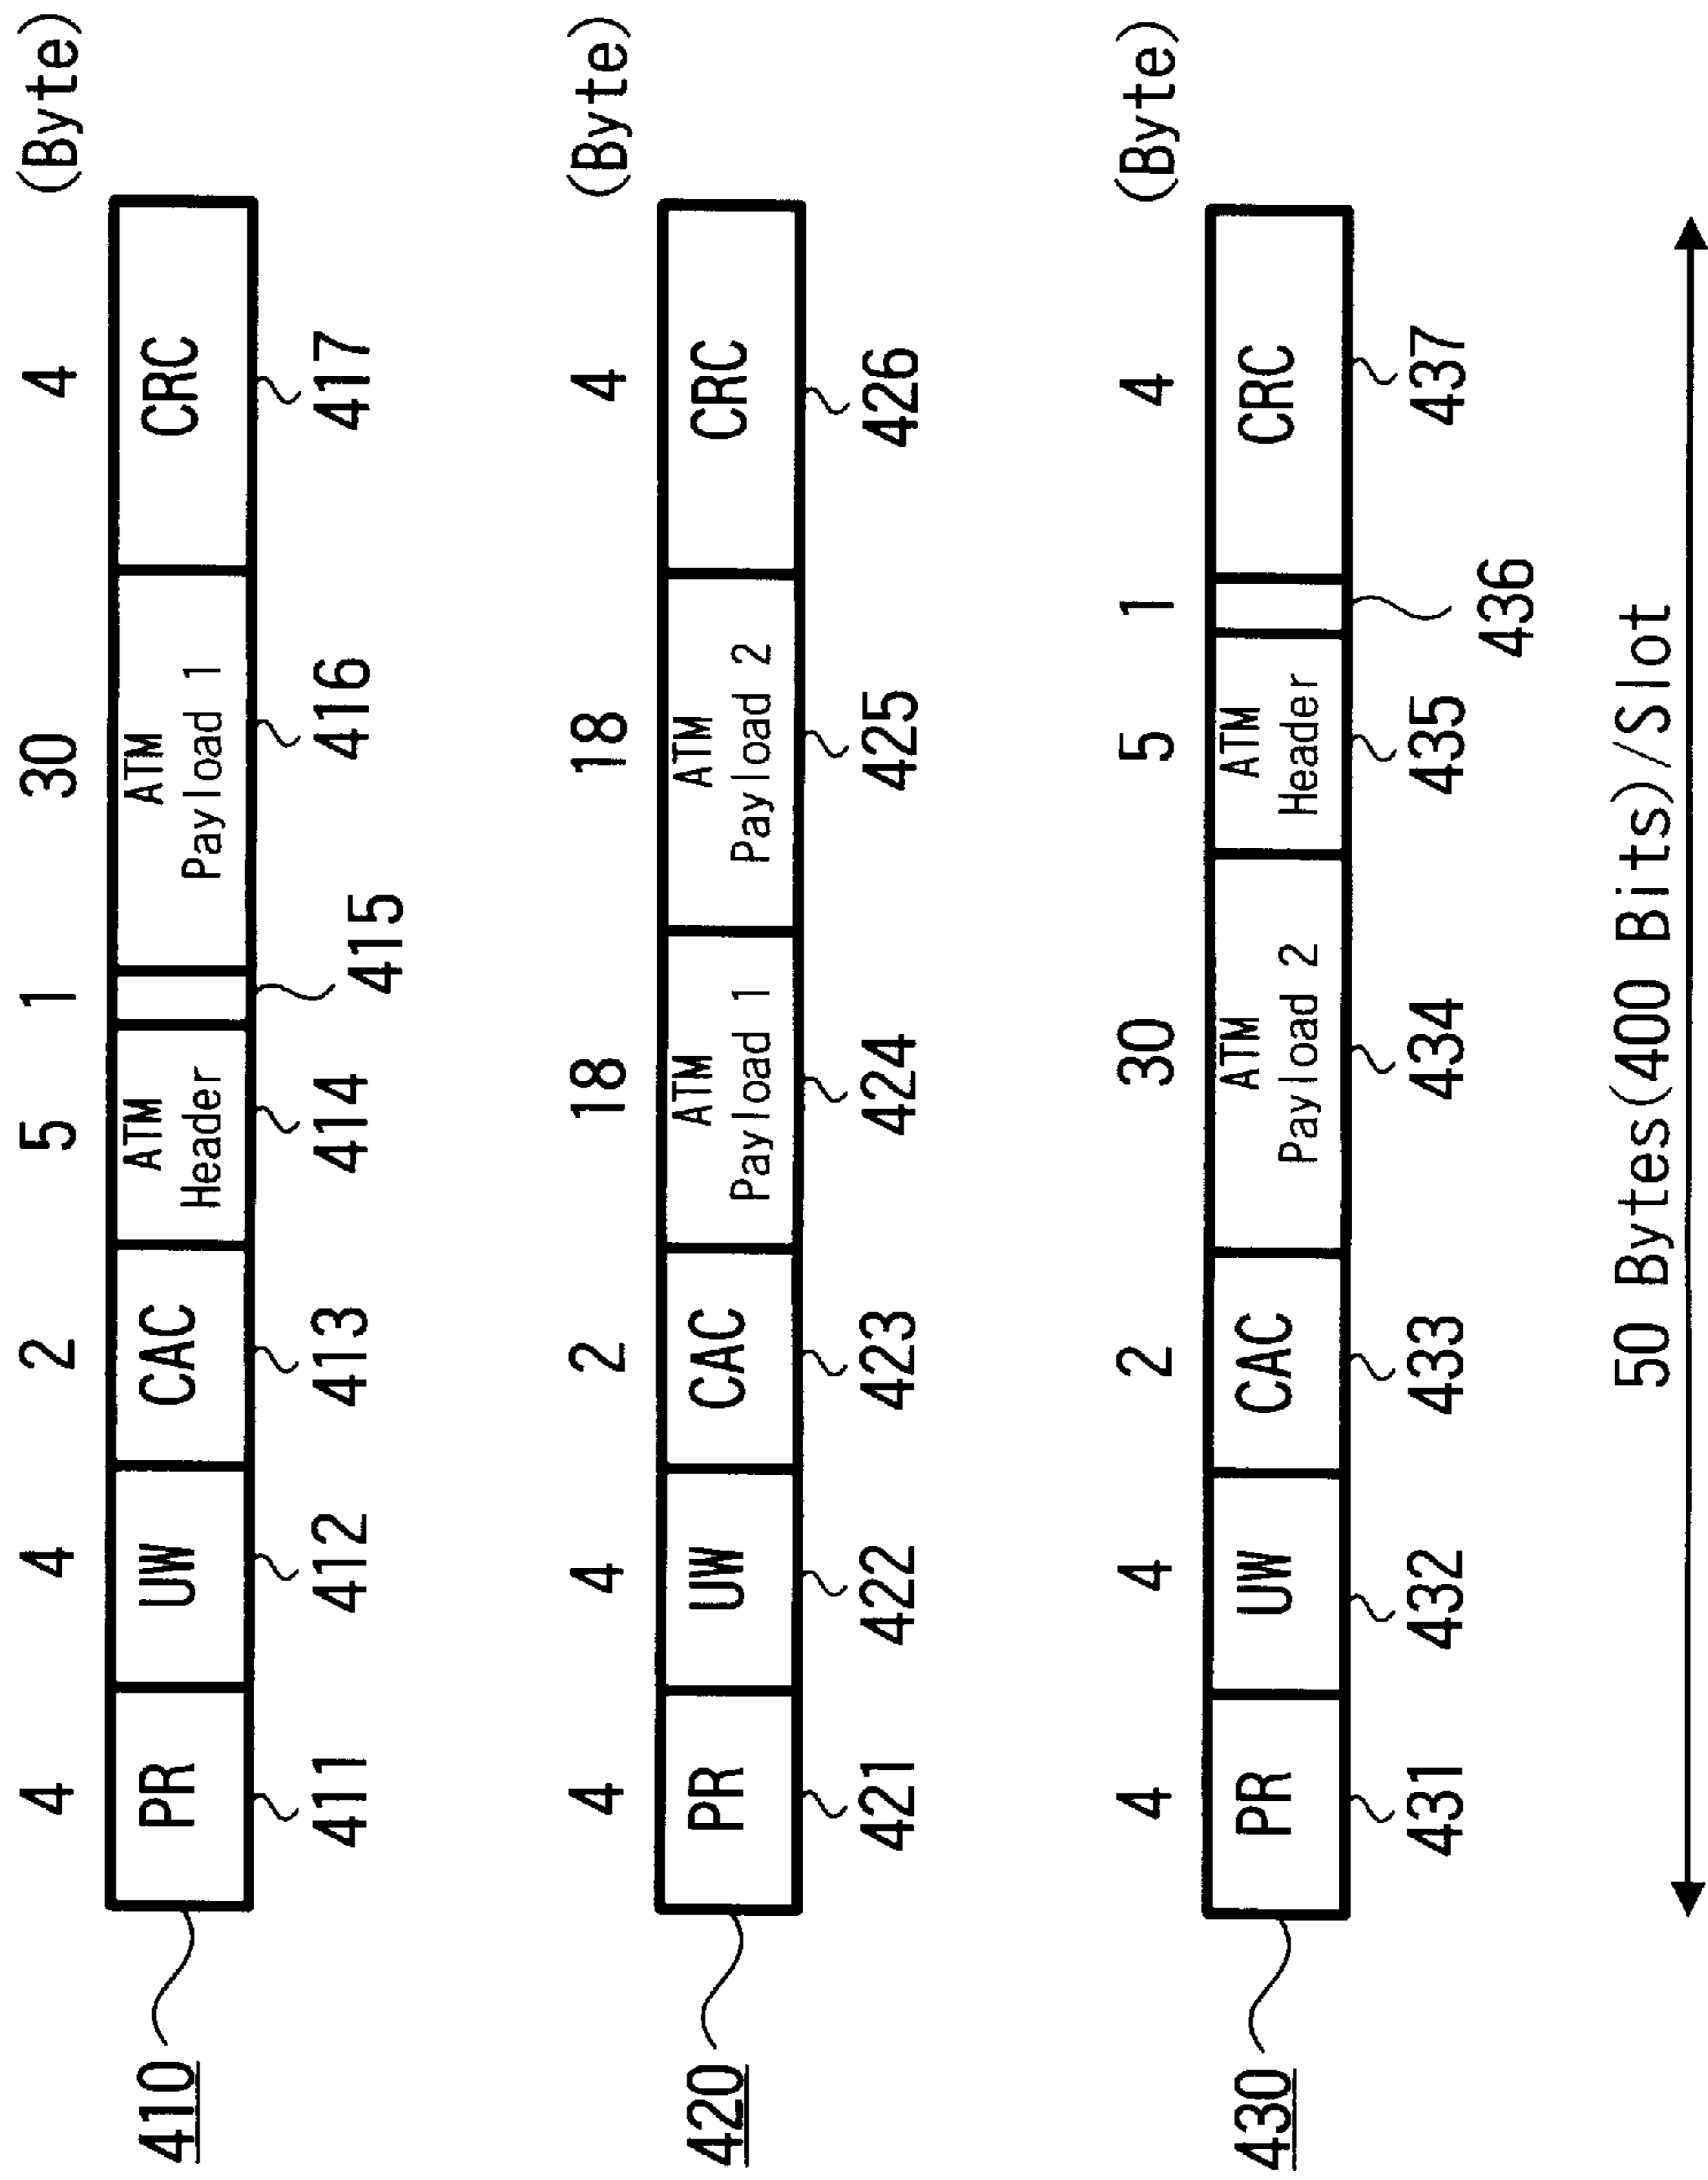 4 4 2 5 1 30 4 (Byte)
410 PR UW CAC ATM Header ATM Payload 1 CRC
411 412 413 414 415 416 417
4 4 2 18 18 4 (Byte)
420 PR UW CAC ATM Payload 1 ATM Payload 2 CRC
421 422 423 424 425 426
4 4 2 30 5 1 4 (Byte)
430 PR UW CAC ATM Payload 2 ATM Header CRC
431 432 433 434 435 436 437
50 Bytes(400 Bits)/Slot